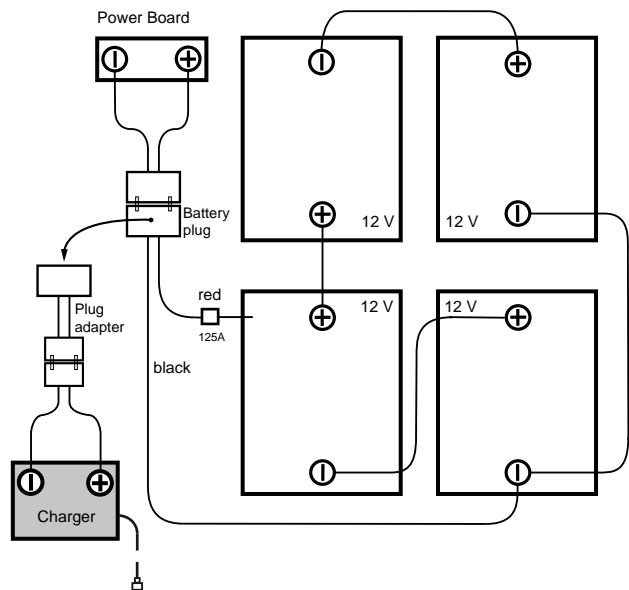 Power Board
12 V
12 V
Battery
plug
red
125A
12 V
12 V
Plug
adapter
black
Charger